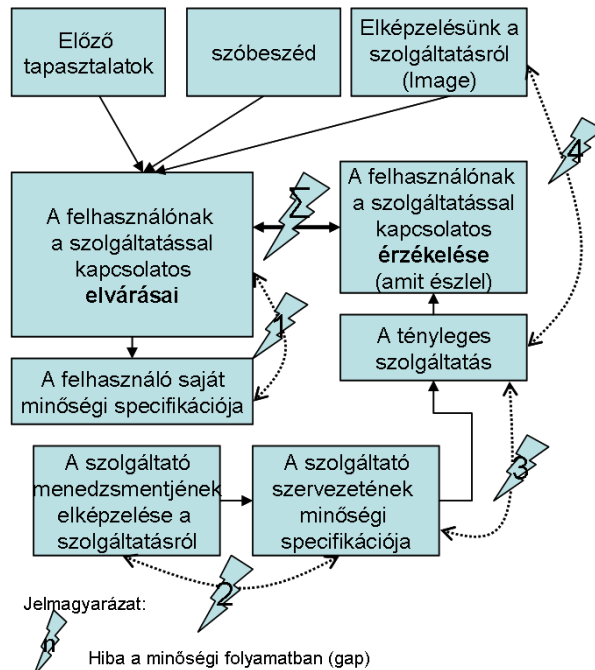 Előző
tapasztalatok
szóbeszéd
Elképzelésünk a
szolgáltatásról
(Image)
4
A felhasználónak
a szolgáltatással
kapcsolatos
elvárásai
Σ
A felhasználónak
a szolgáltatással
kapcsolatos
érzékelése
(amit észlel)
1
A tényleges
szolgáltatás
A felhasználó saját
minőségi specifikációja
A szolgáltató
menedzsmentjének
elképzelése a
szolgáltatásról
A szolgáltató
szervezetének
minőségi
specifikációja
3
2
Jelmagyarázat:
n
Hiba a minőségi folyamatban (gap)